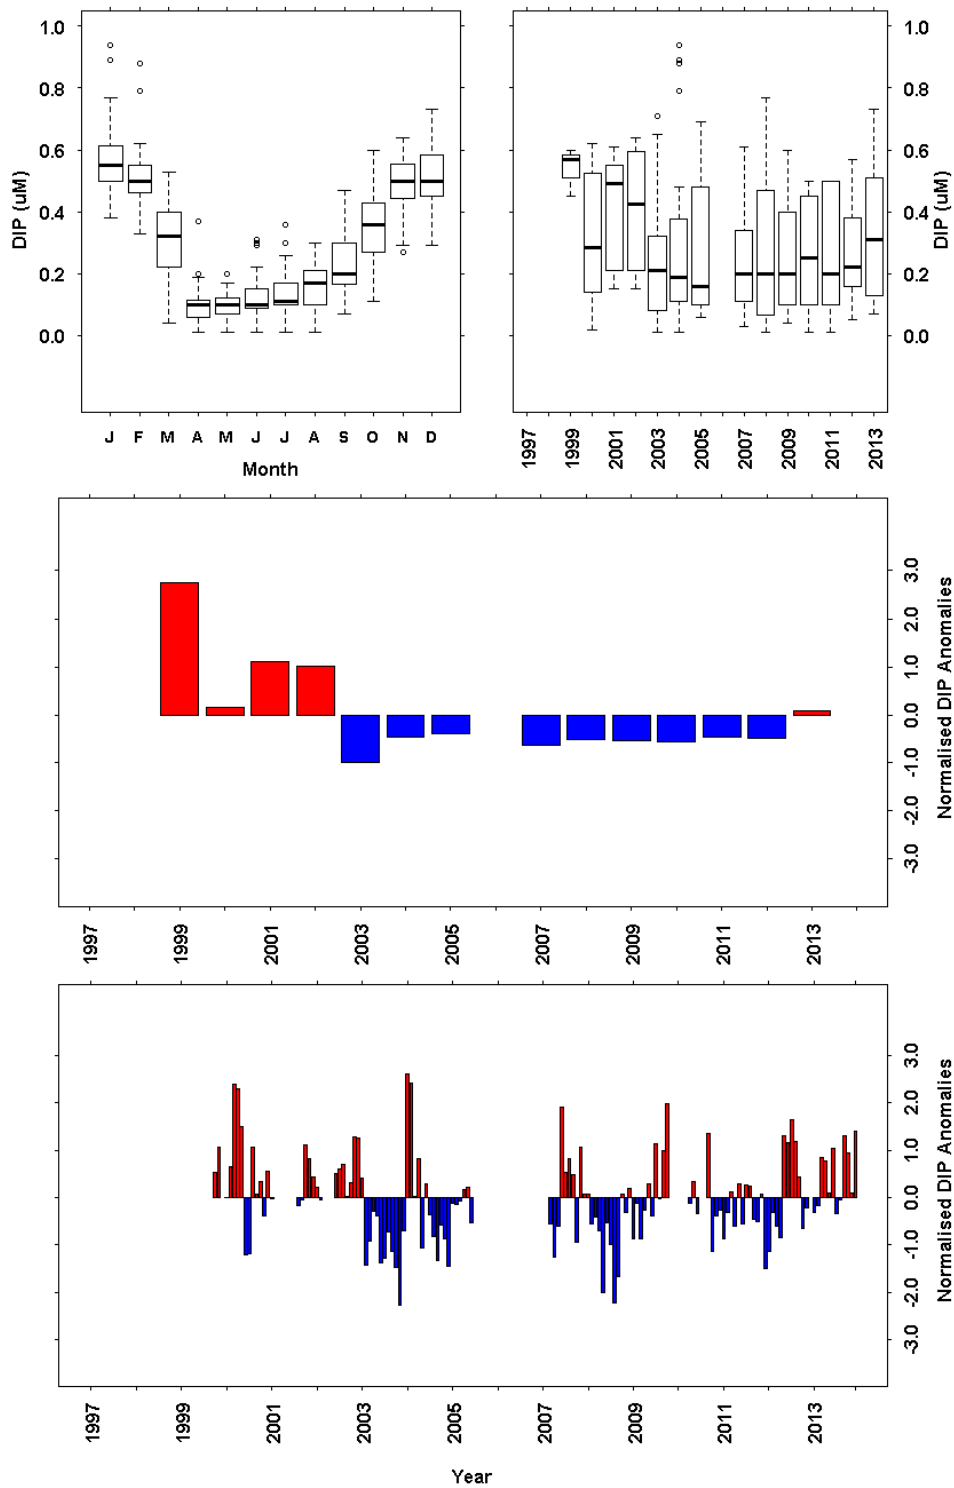 1.0 0.8 0.6 0.4 0.2 0.0
DIP (uM)
J F M A M J J A S O N D
Month
1.0 0.8 0.6 0.4 0.2 0.0
DIP (uM)
1997 1999 2001 2003 2005 2007 2009 2011 2013
3.0 2.0 1.0 0.0 -1.0 -2.0 -3.0
Normalised DIP Anomalies
1997 1999 2001 2003 2005 2007 2009 2011 2013
3.0 2.0 1.0 0.0 -1.0 -2.0 -3.0
Normalised DIP Anomalies
1997 1999 2001 2003 2005 2007 2009 2011 2013
Year